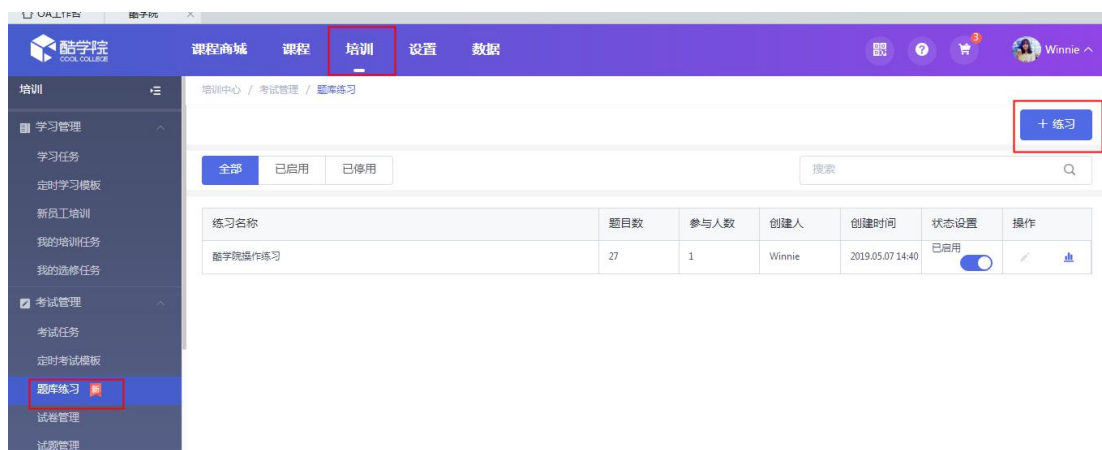 UA工作台 酷学院 ×
酷学院 课程商城 课程 培训 设置 数据 3 Winnie
COOL COLLEGE
培训 培训中心 / 考试管理 / 题库练习
学习管理 + 练习
学习任务 全部 已启用 已停用 搜索
定时学习模板
新员工培训 练习名称 题目数 参与人数 创建人 创建时间 状态设置 操作
我的培训任务 酷学院操作练习 27 1 Winnie 2019.05.07 14:40 已启用
我的选修任务
考试管理
考试任务
定时考试模板
题库练习 新
试卷管理
试题管理